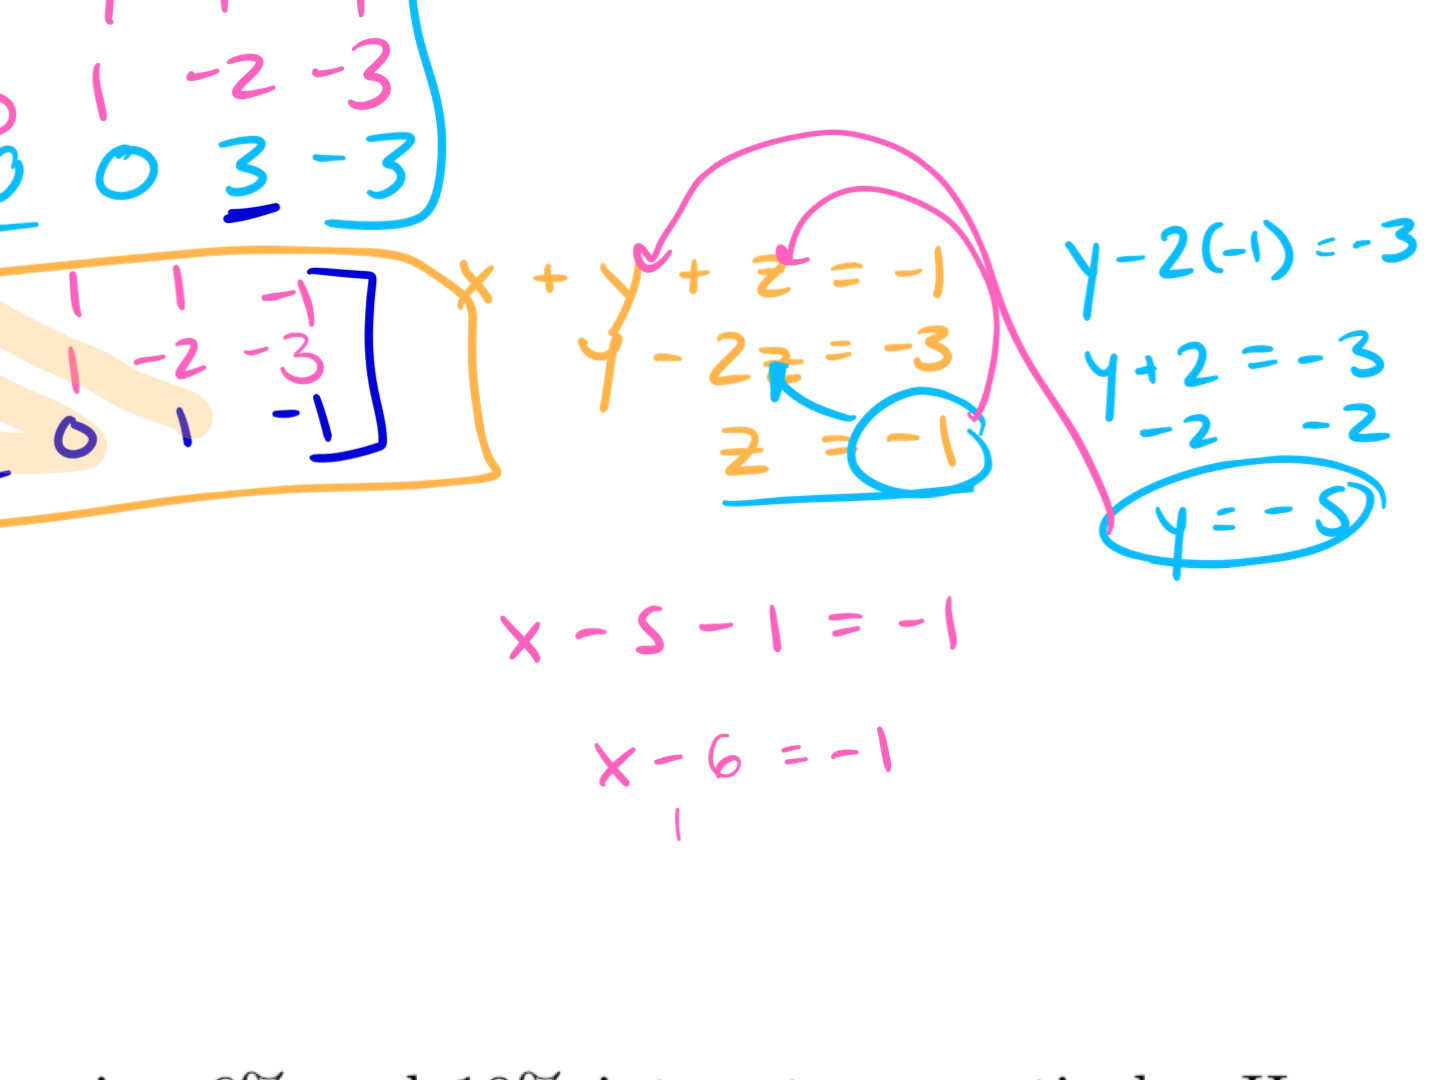 1 -2 -3
0 0 3 -3
1 1 -1
1 -2 -3
0 1 -1
x + y + z = -1
y - 2z = -3
z = -1
y - 2(-1) = -3
y + 2 = -3
-2 -2
y = -5
x - 5 - 1 = -1
x - 6 = -1